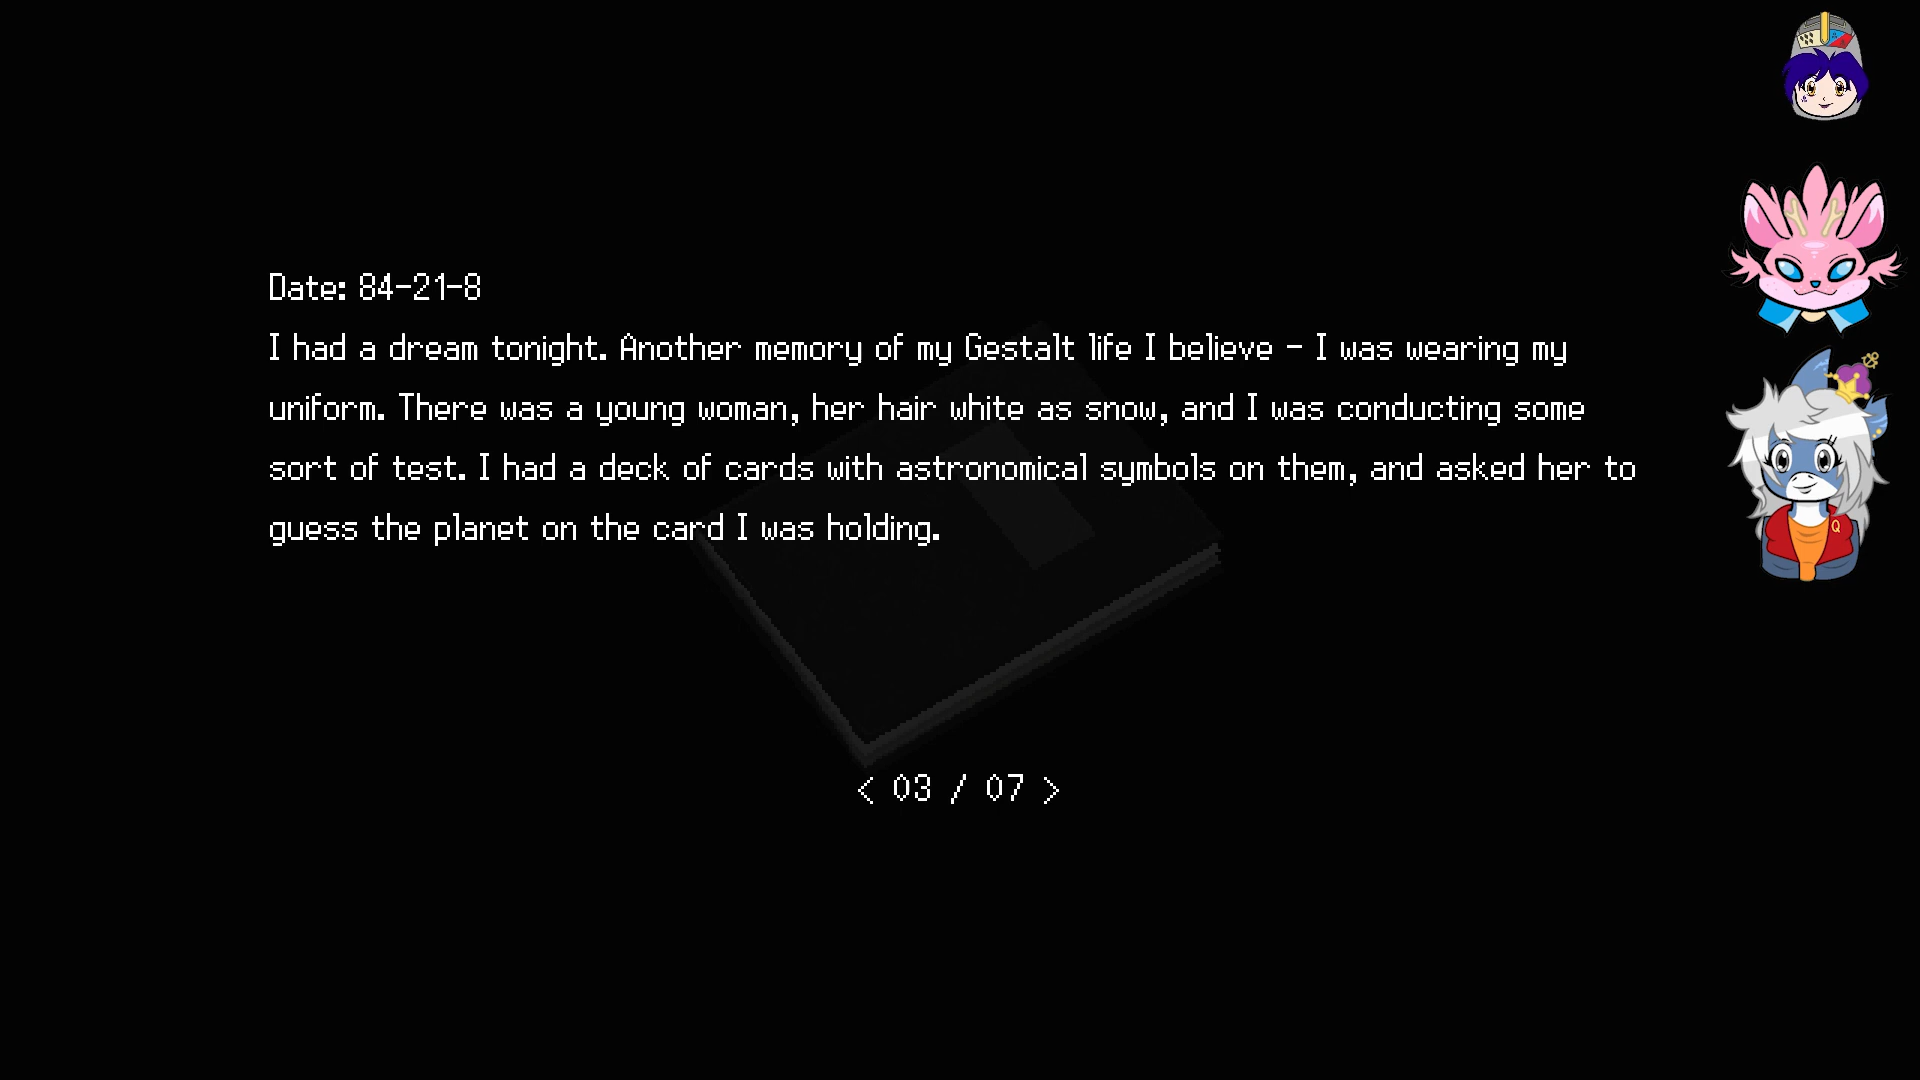 Date: 84-21-8
I had a dream tonight. Another memory of my Gestalt life I believe - I was wearing my
uniform. There was a young woman, her hair white as snow, and I was conducting some
sort of test. I had a deck of cards with astronomical symbols on them, and asked her to
guess the planet on the card I was holding.
Q
< 03 / 07 >